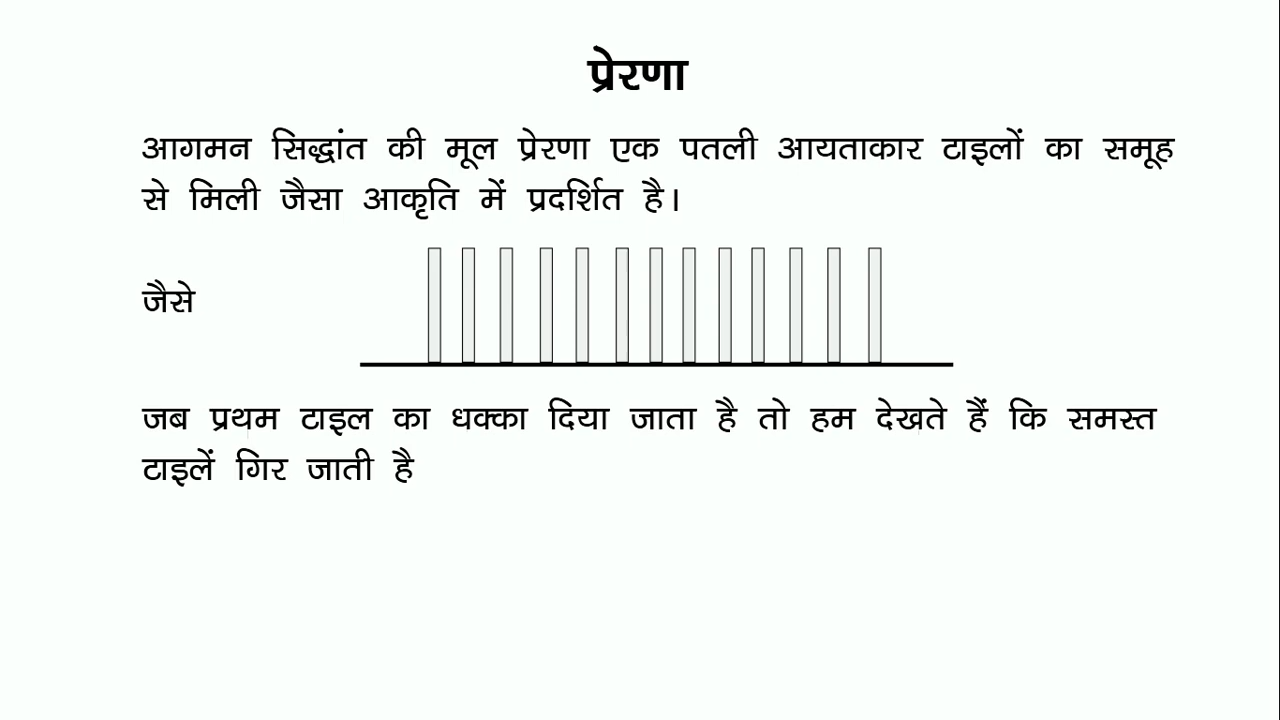 प्रेरणा
आगमन सिद्धांत की मूल प्रेरणा एक पतली आयताकार टाइलों का समूह
से मिली जैसा आकृति में प्रदर्शित है।
जैसे
जब प्रथम टाइल का धक्का दिया जाता है तो हम देखते हैं कि समस्त
टाइलें गिर जाती है